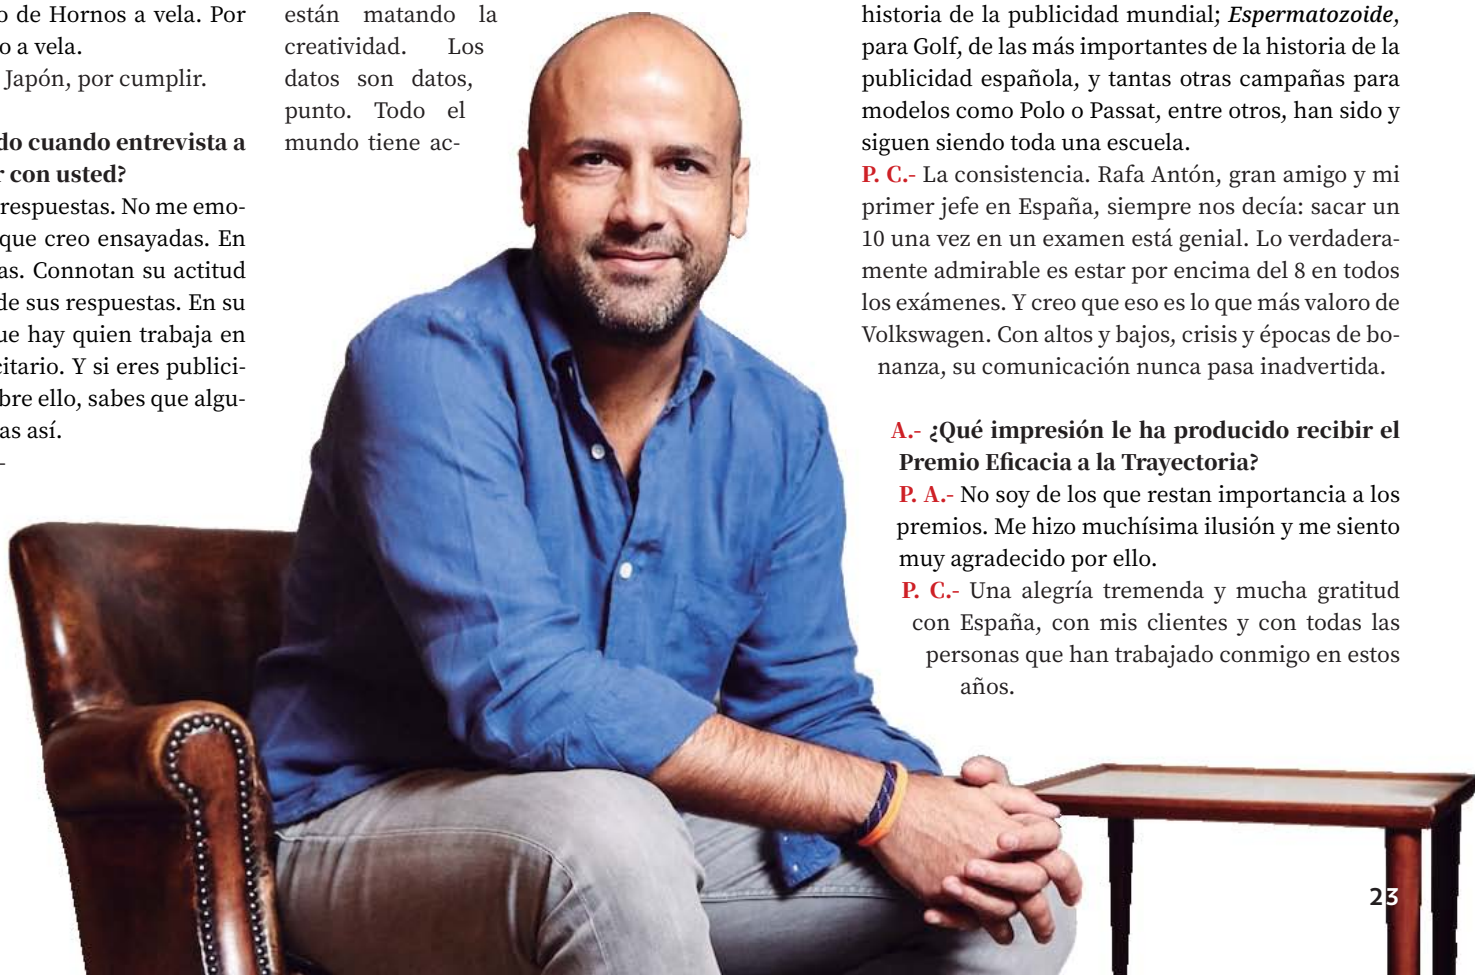 o de Hornos a vela. Por
o a vela.
Japón, por cumplir.
do cuando entrevista a
r con usted?
respuestas. No me emo-
que creo ensayadas. En
as. Connotan su actitud
de sus respuestas. En su
ue hay quien trabaja en
citario. Y si eres publici-
bre ello, sabes que algu-
as así.
–
están matando la
creatividad. Los
datos son datos,
punto. Todo el
mundo tiene ac-
historia de la publicidad mundial; Espermatozoide,
para Golf, de las más importantes de la historia de la
publicidad española, y tantas otras campañas para
modelos como Polo o Passat, entre otros, han sido y
siguen siendo toda una escuela.
P. C.- La consistencia. Rafa Antón, gran amigo y mi
primer jefe en España, siempre nos decía: sacar un
10 una vez en un examen está genial. Lo verdadera-
mente admirable es estar por encima del 8 en todos
los exámenes. Y creo que eso es lo que más valoro de
Volkswagen. Con altos y bajos, crisis y épocas de bo-
nanza, su comunicación nunca pasa inadvertida.
A.- ¿Qué impresión le ha producido recibir el
Premio Eficacia a la Trayectoria?
P. A.- No soy de los que restan importancia a los
premios. Me hizo muchísima ilusión y me siento
muy agradecido por ello.
P. C.- Una alegría tremenda y mucha gratitud
con España, con mis clientes y con todas las
personas que han trabajado conmigo en estos
años.
23